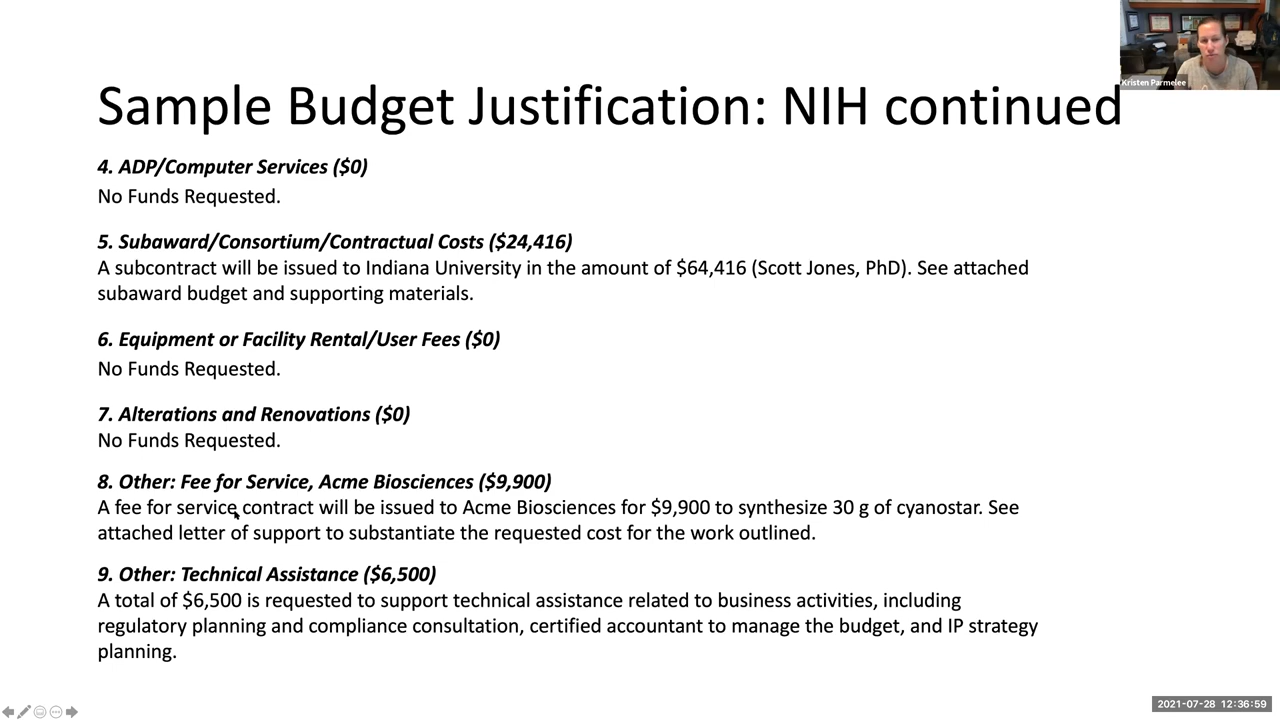 Kristen Parmelee
Sample Budget Justification: NIH continued
4. ADP/Computer Services ($0)
No Funds Requested.
5. Subaward/Consortium/Contractual Costs ($24,416)
A subcontract will be issued to Indiana University in the amount of $64,416 (Scott Jones, PhD). See attached
subaward budget and supporting materials.
6. Equipment or Facility Rental/User Fees ($0)
No Funds Requested.
7. Alterations and Renovations ($0)
No Funds Requested.
8. Other: Fee for Service, Acme Biosciences ($9,900)
A fee for service contract will be issued to Acme Biosciences for $9,900 to synthesize 30 g of cyanostar. See
attached letter of support to substantiate the requested cost for the work outlined.
9. Other: Technical Assistance ($6,500)
A total of $6,500 is requested to support technical assistance related to business activities, including
regulatory planning and compliance consultation, certified accountant to manage the budget, and IP strategy
planning.
2021-07-28 12:36:59